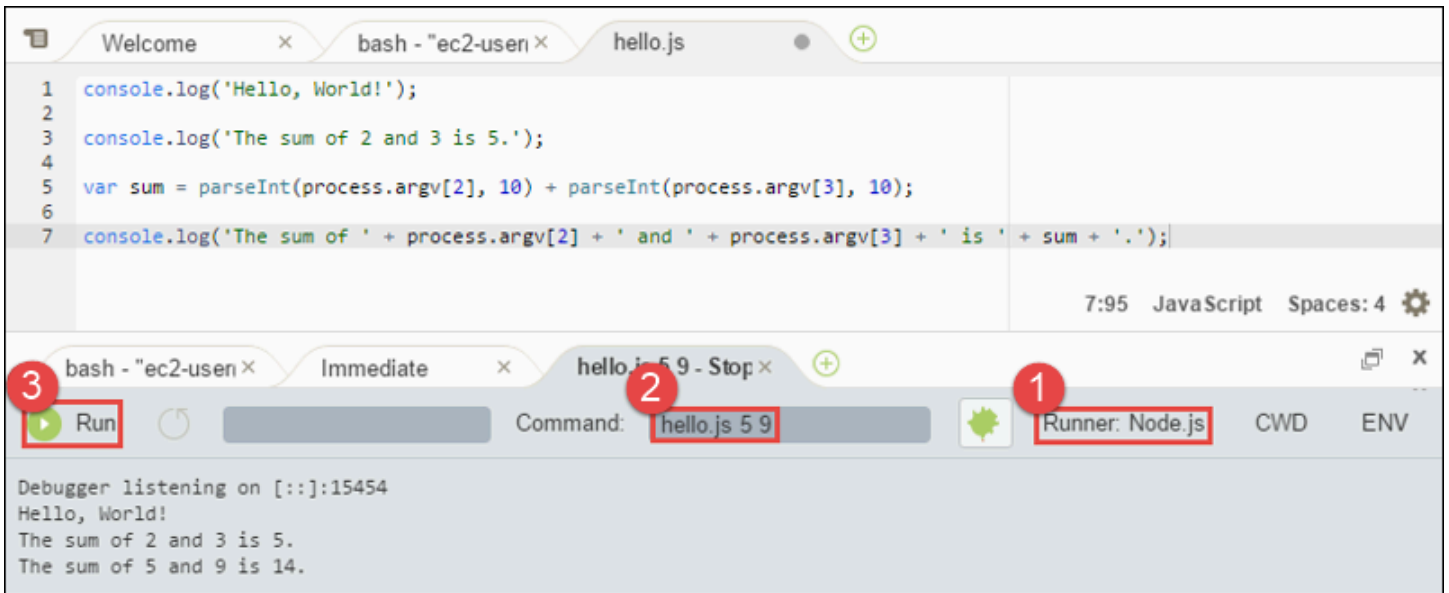 Welcome × bash - "ec2-user × hello.js
1 console.log('Hello, World!');
2
3 console.log('The sum of 2 and 3 is 5.');
4
5 var sum = parseInt(process.argv[2], 10) + parseInt(process.argv[3], 10);
6
7 console.log('The sum of ' + process.argv[2] + ' and ' + process.argv[3] + ' is ' + sum + '.');
7:95 JavaScript Spaces: 4
bash - "ec2-user × Immediate × hello.js 5 9 - Stop ×
3 2 1
Run Command: hello.js 5 9 Runner: Node.js CWD ENV
Debugger listening on [::]:15454
Hello, World!
The sum of 2 and 3 is 5.
The sum of 5 and 9 is 14.